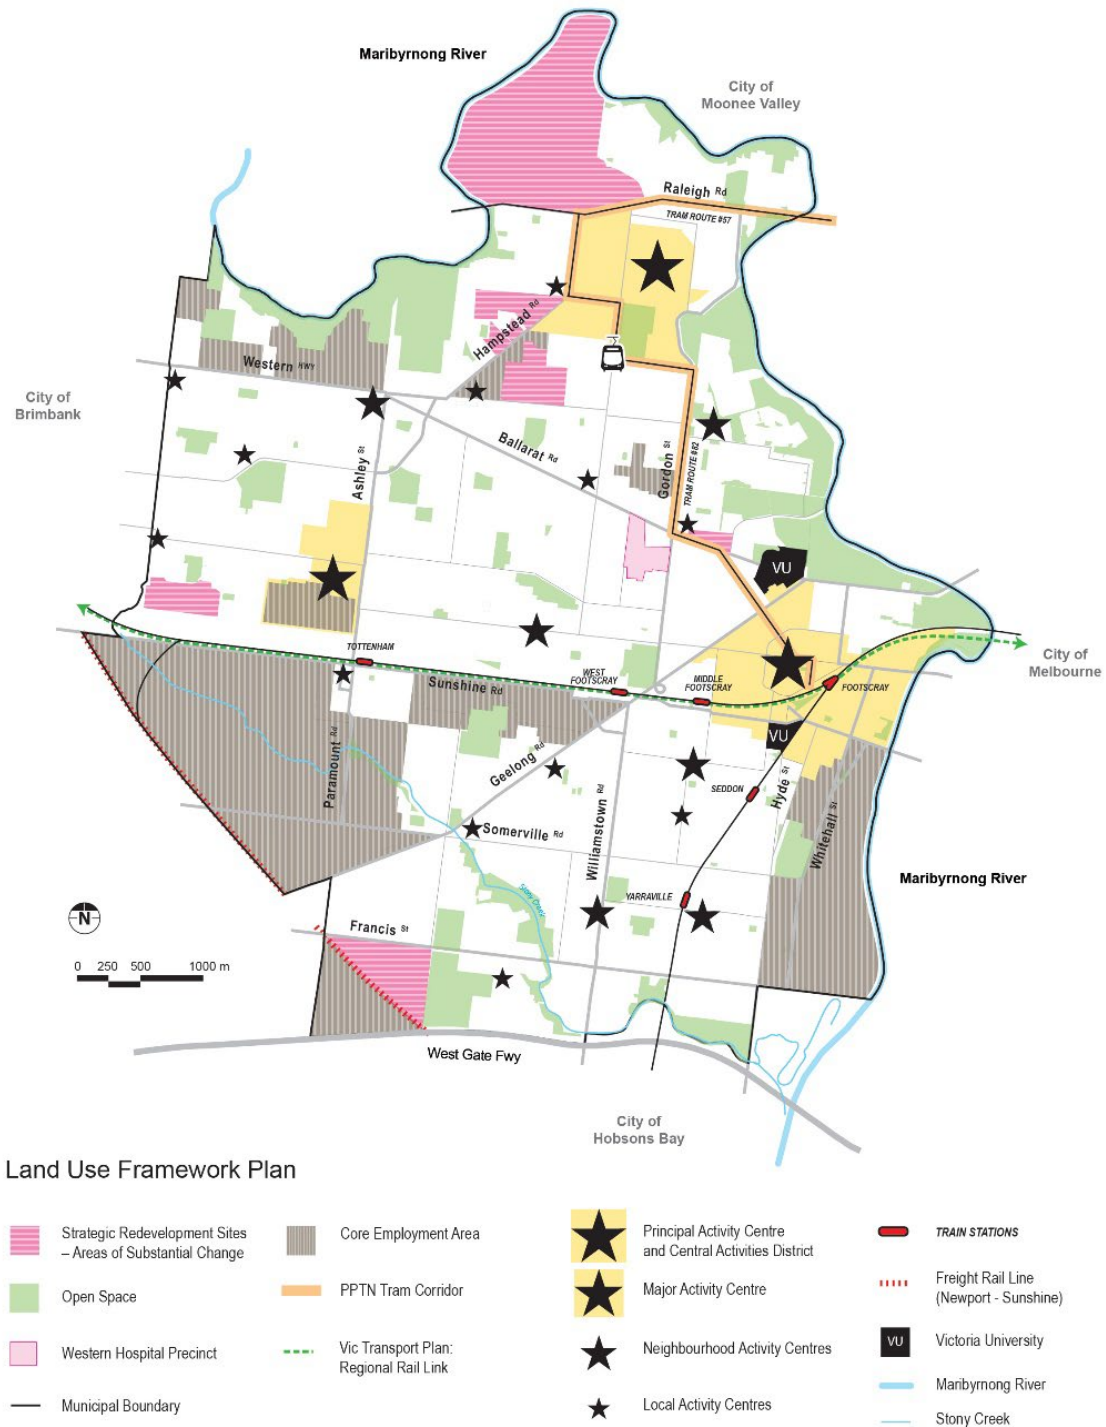 Maribyrnong River
City of
Moonee Valley
Raleigh Rd
TRAM ROUTE #57
Hampstead Rd
Western HWY
City of
Brimbank
Ballarat Rd
Ashley St
Gordon St
TRAM ROUTE #82
VU
TOTTENHAM
Sunshine Rd
WEST
FOOTSCRAY
MIDDLE
FOOTSCRAY
FOOTSCRAY
City of
Melbourne
VU
Paramount Rd
Geelong Rd
SEDDON
Hyde St
Somerville Rd
Williamstown Rd
Whitehall St
Maribyrnong River
YARRAVILLE
Stony Creek
N
Francis St
0 250 500 1000 m
West Gate Fwy
City of
Hobsons Bay
Land Use Framework Plan
Strategic Redevelopment Sites
– Areas of Substantial Change
Open Space
Western Hospital Precinct
Municipal Boundary
Core Employment Area
PPTN Tram Corridor
Vic Transport Plan:
Regional Rail Link
Principal Activity Centre
and Central Activities District
Major Activity Centre
Neighbourhood Activity Centres
Local Activity Centres
TRAIN STATIONS
Freight Rail Line
(Newport - Sunshine)
VU
Victoria University
Maribyrnong River
Stony Creek